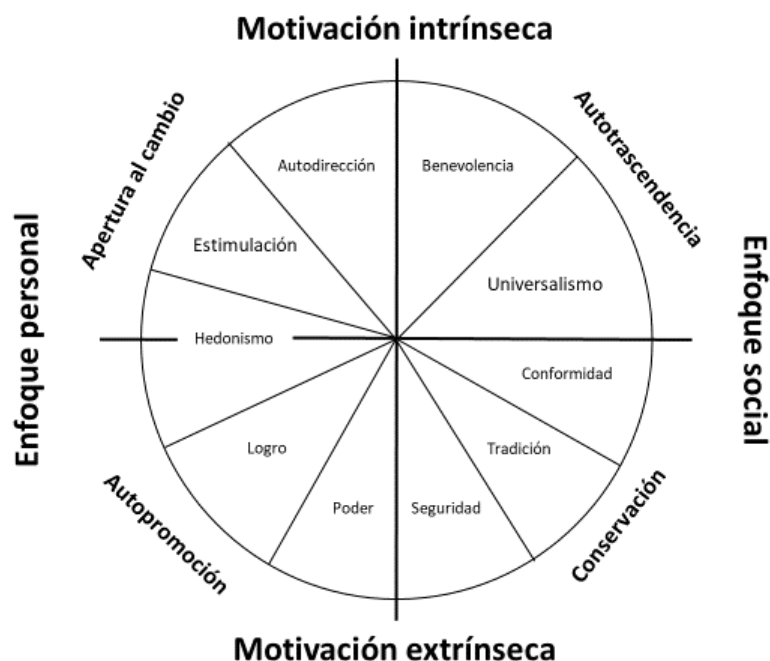 Motivación intrínseca
Apertura al cambio
Autotrascendencia
Autodirección
Benevolencia
Estimulación
Universalismo
Enfoque personal
Enfoque social
Hedonismo
Conformidad
Logro
Tradición
Poder
Seguridad
Autopromoción
Conservación
Motivación extrínseca